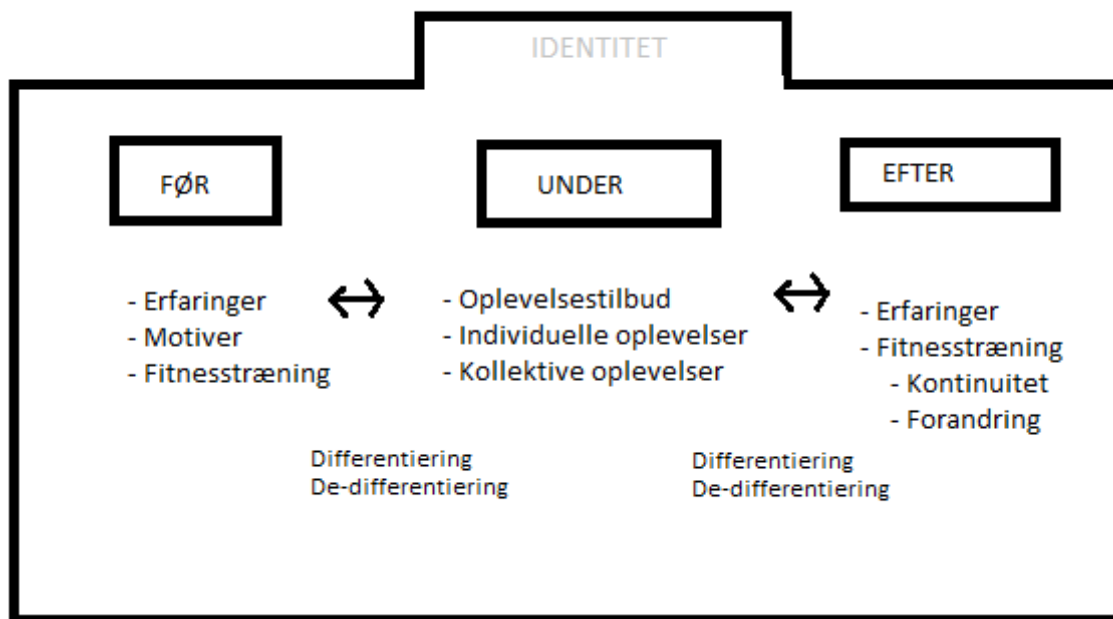 IDENTITET
FØR
UNDER
EFTER
- Erfaringer
- Motiver
- Fitnesstræning
- Oplevelsestilbud
- Individuelle oplevelser
- Kollektive oplevelser
- Erfaringer
- Fitnesstræning
- Kontinuitet
- Forandring
Differentiering
De-differentiering
Differentiering
De-differentiering